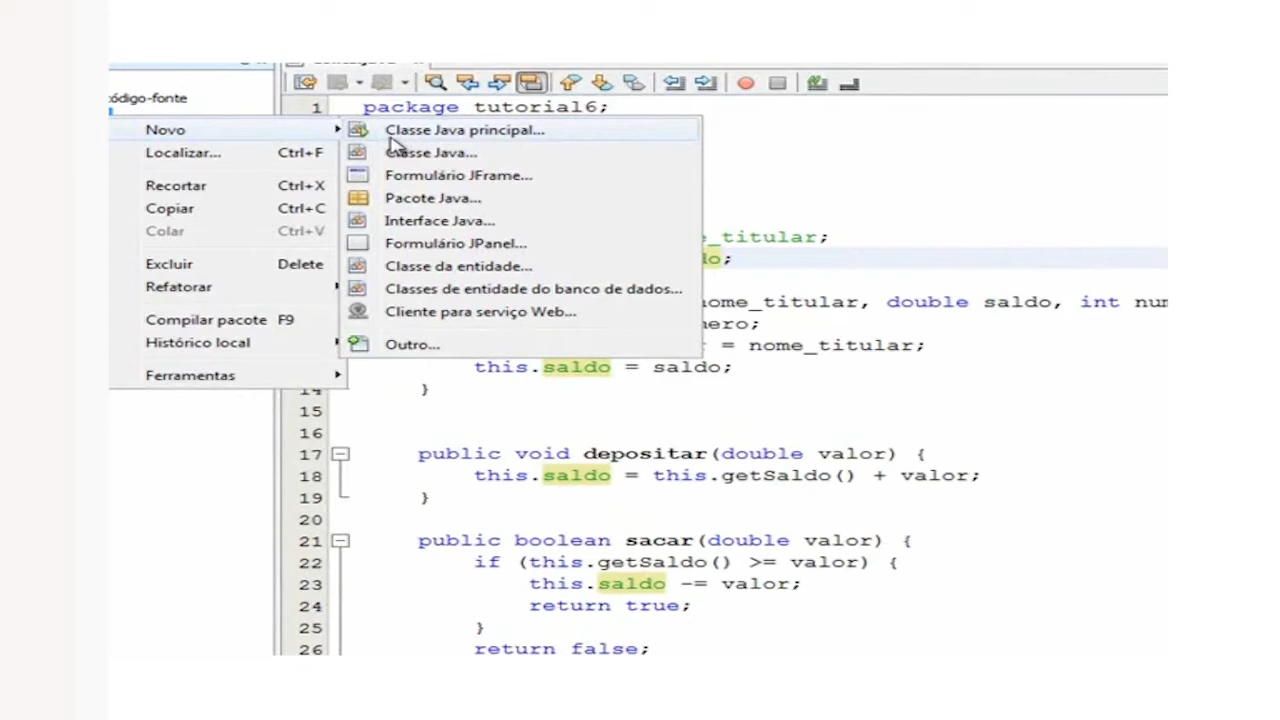 ódigo-fonte
Novo
Localizar... Ctrl+F
Recortar Ctrl+X
Copiar Ctrl+C
Colar Ctrl+V
Excluir Delete
Refatorar
Compilar pacote F9
Histórico local
Ferramentas
Classe Java principal...
Classe Java...
Formulário JFrame...
Pacote Java...
Interface Java...
Formulário JPanel...
Classe da entidade...
Classes de entidade do banco de dados...
Cliente para serviço Web...
Outro...
1 package tutorial6;
_titular;
do;
nome_titular, double saldo, int num
ero;
= nome_titular;
this.saldo = saldo;
14 }
15
16
17 public void depositar(double valor) {
18 this.saldo = this.getSaldo() + valor;
19 }
20
21 public boolean sacar(double valor) {
22 if (this.getSaldo() >= valor) {
23 this.saldo -= valor;
24 return true;
25 }
26 return false;